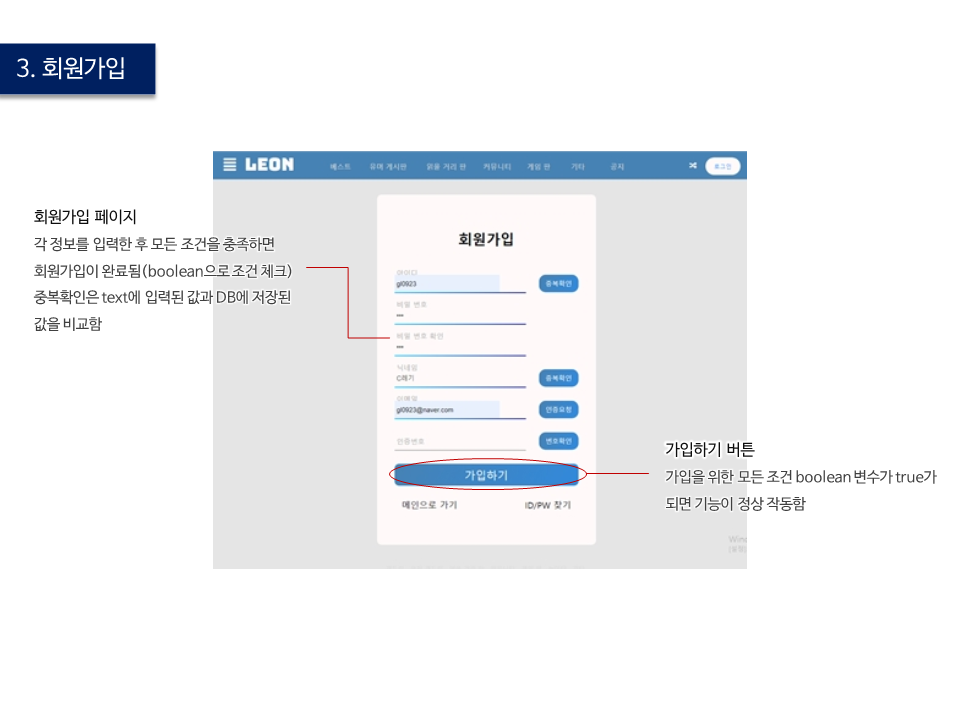 3. 회원가입
LEON
베스트 유머 게시판 읽을 거리 판 커뮤니티 게임 판 기타 공지 로그인
회원가입 페이지
각 정보를 입력한 후 모든 조건을 충족하면
회원가입이 완료됨(boolean으로 조건 체크)
중복확인은 text에 입력된 값과 DB에 저장된
값을 비교함
회원가입
아이디
gl0923 중복확인
비밀 번호
•••
비밀 번호 확인
•••
닉네임
C래기 중복확인
이메일
gl0923@naver.com 인증요청
인증번호 번호확인
가입하기
메인으로 가기 ID/PW 찾기
가입하기 버튼
가입을 위한 모든 조건 boolean 변수가 true가
되면 기능이 정상 작동함